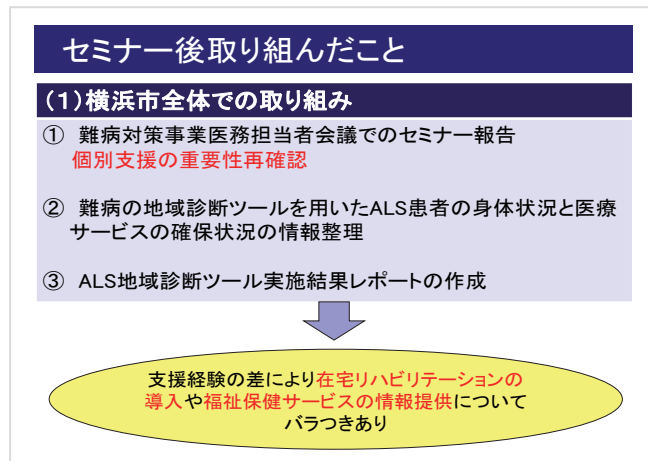 セミナー後取り組んだこと
（１）横浜市全体での取り組み
① 難病対策事業医務担当者会議でのセミナー報告
個別支援の重要性再確認
② 難病の地域診断ツールを用いたALS患者の身体状況と医療
サービスの確保状況の情報整理
③ ALS地域診断ツール実施結果レポートの作成
支援経験の差により在宅リハビリテーションの
導入や福祉保健サービスの情報提供について
バラつきあり